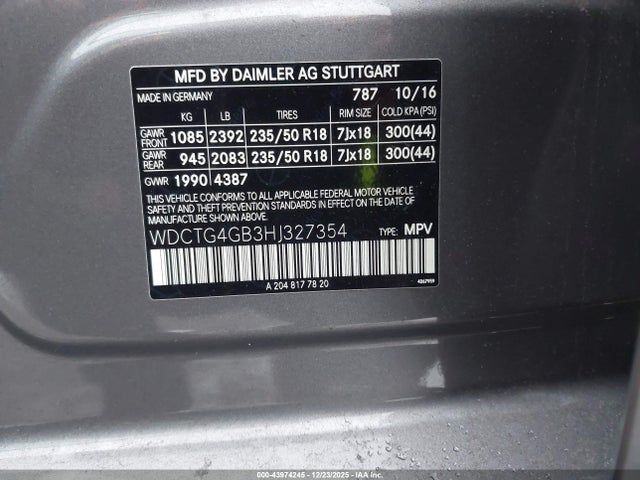 MFD BY DAIMLER AG STUTTGART
MADE IN GERMANY 787 10/16
KG LB TIRES RIM SIZE COLD KPA (PSI)
GAWR FRONT 1085 2392 235/50 R18 7Jx18 300(44)
GAWR REAR 945 2083 235/50 R18 7Jx18 300(44)
GVWR 1990 4387
THIS VEHICLE CONFORMS TO ALL APPLICABLE FEDERAL MOTOR VEHICLE
SAFETY AND THEFT PREVENTION STANDARDS IN EFFECT ON THE DATE
OF MANUFACTURE SHOWN ABOVE.
WDCTG4GB3HJ327354 TYPE: MPV
A 204 817 78 20
000-43974245 - 12/23/2025 - IAA Inc.